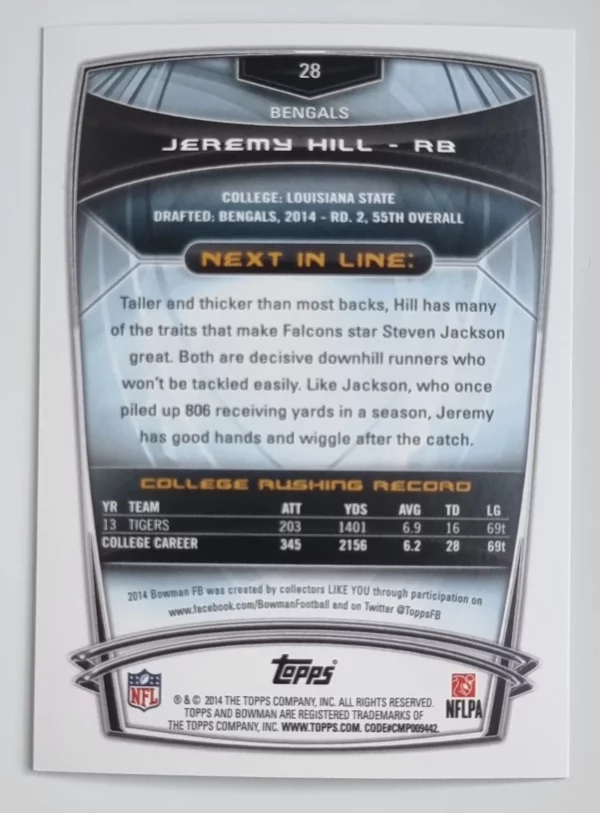 28
BENGALS
JEREMY HILL - RB
COLLEGE: LOUISIANA STATE
DRAFTED: BENGALS, 2014 - RD. 2, 55TH OVERALL
NEXT IN LINE:
Taller and thicker than most backs, Hill has many
of the traits that make Falcons star Steven Jackson
great. Both are decisive downhill runners who
won't be tackled easily. Like Jackson, who once
piled up 806 receiving yards in a season, Jeremy
has good hands and wiggle after the catch.
COLLEGE RUSHING RECORD
YR TEAM ATT YDS AVG TD LG
13 TIGERS 203 1401 6.9 16 69t
COLLEGE CAREER 345 2156 6.2 28 69t
2014 Bowman FB was created by collectors LIKE YOU through participation on
www.facebook.com/BowmanFootball and on Twitter @ToppsFB
topps
NFL
® & © 2014 THE TOPPS COMPANY, INC. ALL RIGHTS RESERVED.
TOPPS AND BOWMAN ARE REGISTERED TRADEMARKS OF
THE TOPPS COMPANY, INC. WWW.TOPPS.COM. CODE#CMP009442.
NFLPA